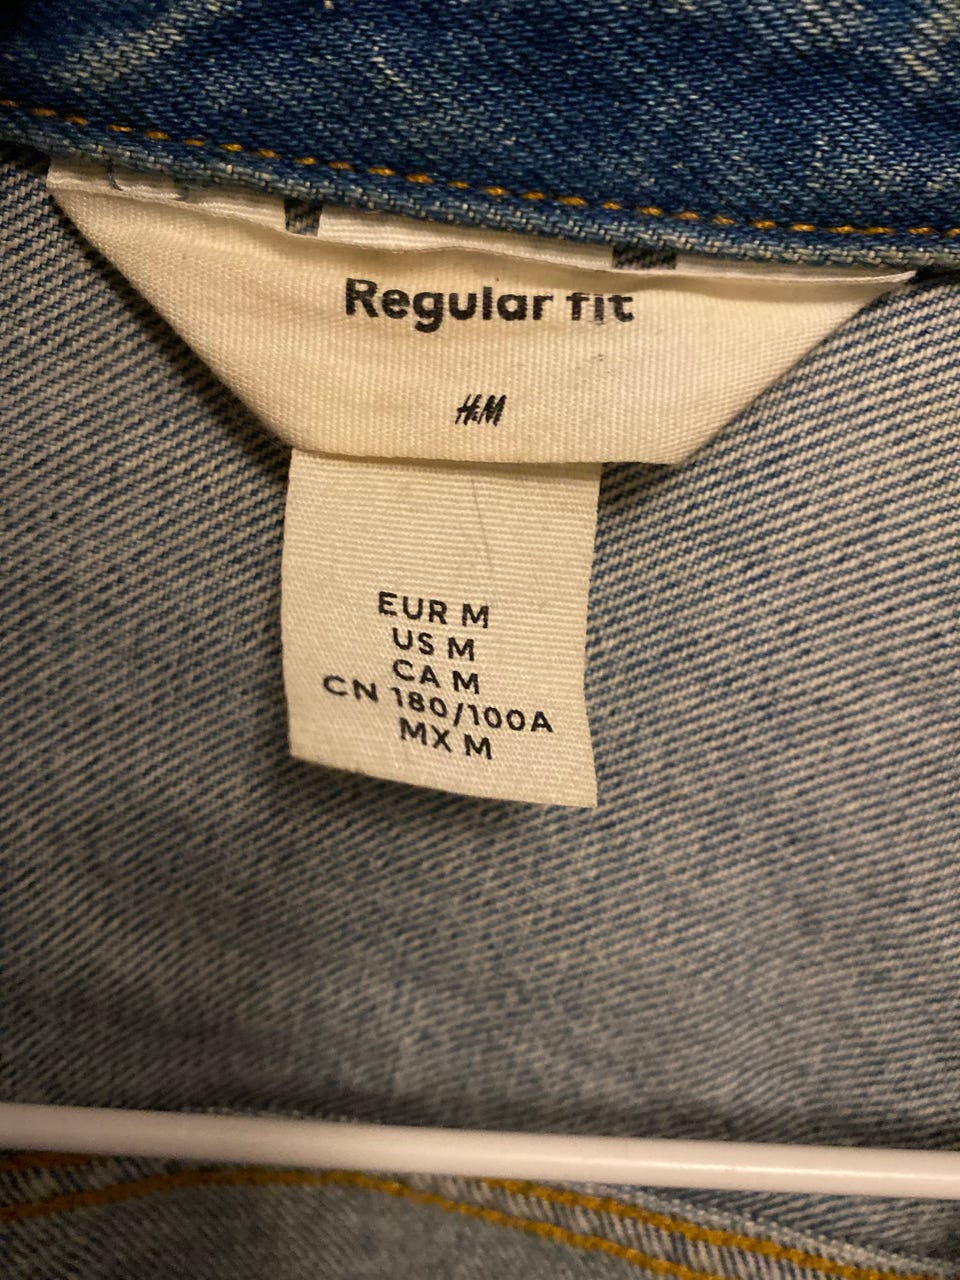 Regular fit
H&M
EUR M
US M
CA M
CN 180/100A
MX M